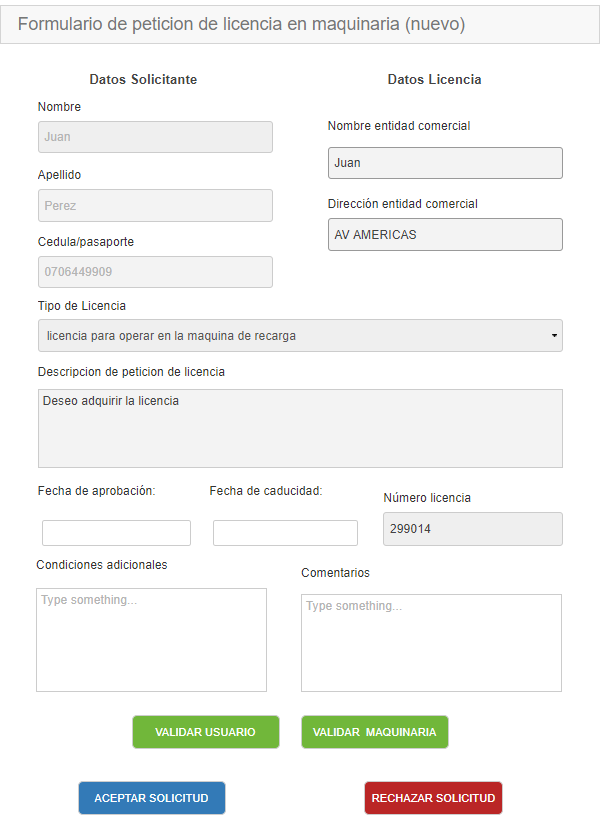 Formulario de peticion de licencia en maquinaria (nuevo)
Datos Solicitante
Nombre
Juan
Apellido
Perez
Cedula/pasaporte
0706449909
Datos Licencia
Nombre entidad comercial
Juan
Dirección entidad comercial
AV AMERICAS
Tipo de Licencia
licencia para operar en la maquina de recarga
Descripcion de peticion de licencia
Deseo adquirir la licencia
Fecha de aprobación:
Fecha de caducidad:
Número licencia
299014
Condiciones adicionales
Type something...
Comentarios
Type something...
VALIDAR USUARIO
VALIDAR MAQUINARIA
ACEPTAR SOLICITUD
RECHAZAR SOLICITUD